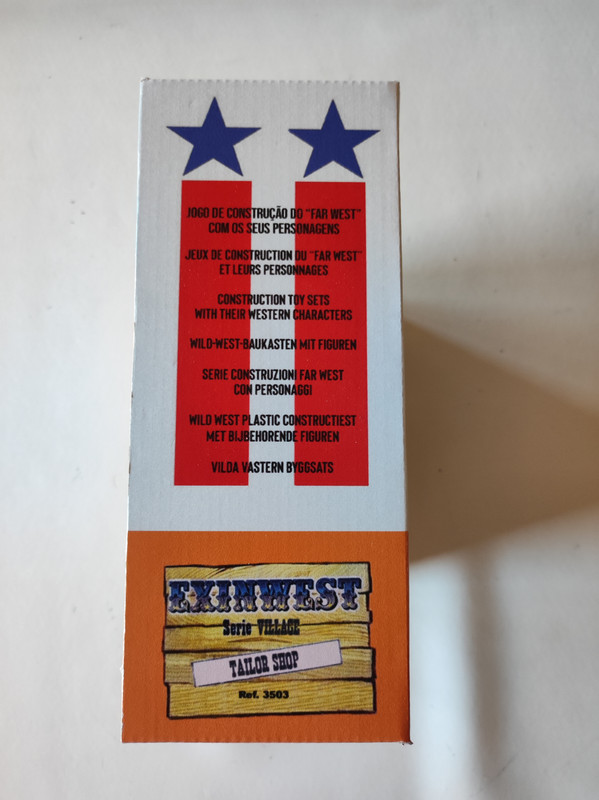 JOGO DE CONSTRUÇÃO DO "FAR WEST"
COM OS SEUS PERSONAGENS
JEUX DE CONSTRUCTION DU "FAR WEST"
ET LEURS PERSONNAGES
CONSTRUCTION TOY SETS
WITH THEIR WESTERN CHARACTERS
WILD-WEST-BAUKASTEN MIT FIGUREN
SERIE CONSTRUZIONI FAR WEST
CON PERSONAGGI
WILD WEST PLASTIC CONSTRUCTIEST
MET BIJBEHORENDE FIGUREN
VILDA VASTERN BYGGSATS
EXINWEST
Serie VILLAGE
TAILOR SHOP
Ref. 3503